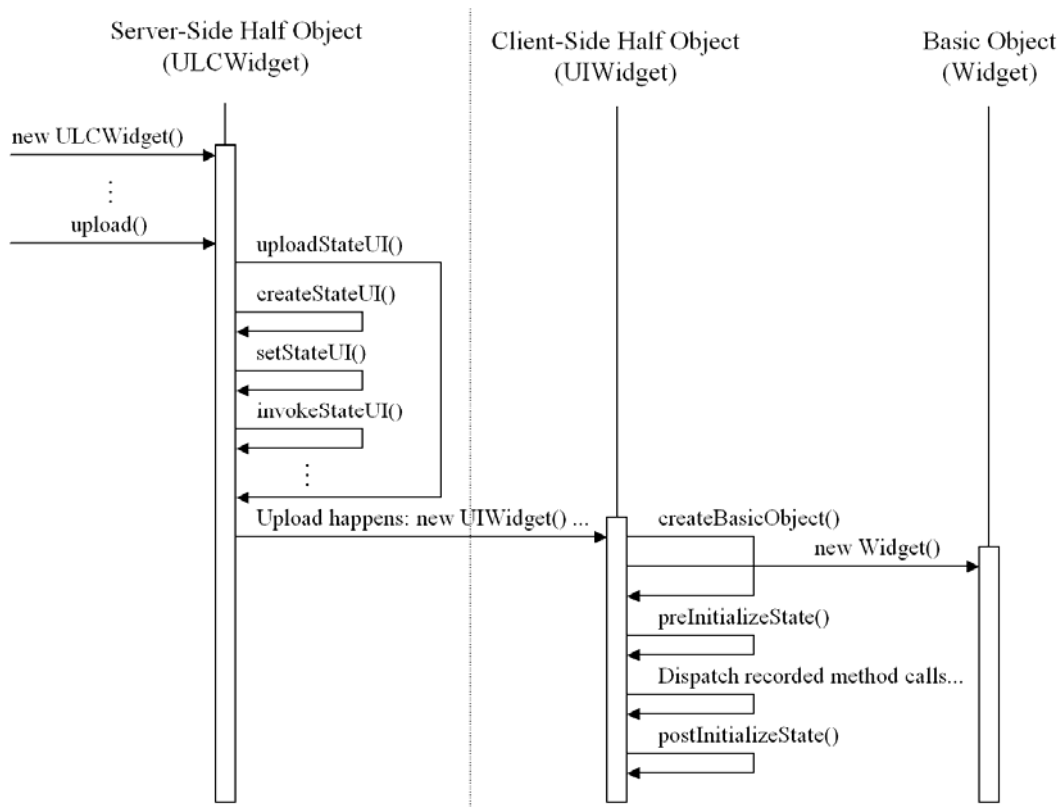 Server-Side Half Object
(ULCWidget)
Client-Side Half Object
(UIWidget)
Basic Object
(Widget)
new ULCWidget()
⋮
upload()
uploadStateUI()
createStateUI()
setStateUI()
invokeStateUI()
⋮
Upload happens: new UIWidget() ...
createBasicObject()
new Widget()
preInitializeState()
Dispatch recorded method calls...
postInitializeState()